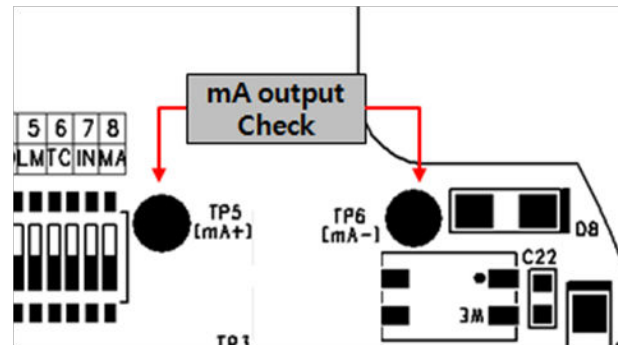 mA output
Check
5 6 7 8
LM TC IN MA
TP5
[mA+]
TP6
[mA-]
D8
C22
3M
TP3